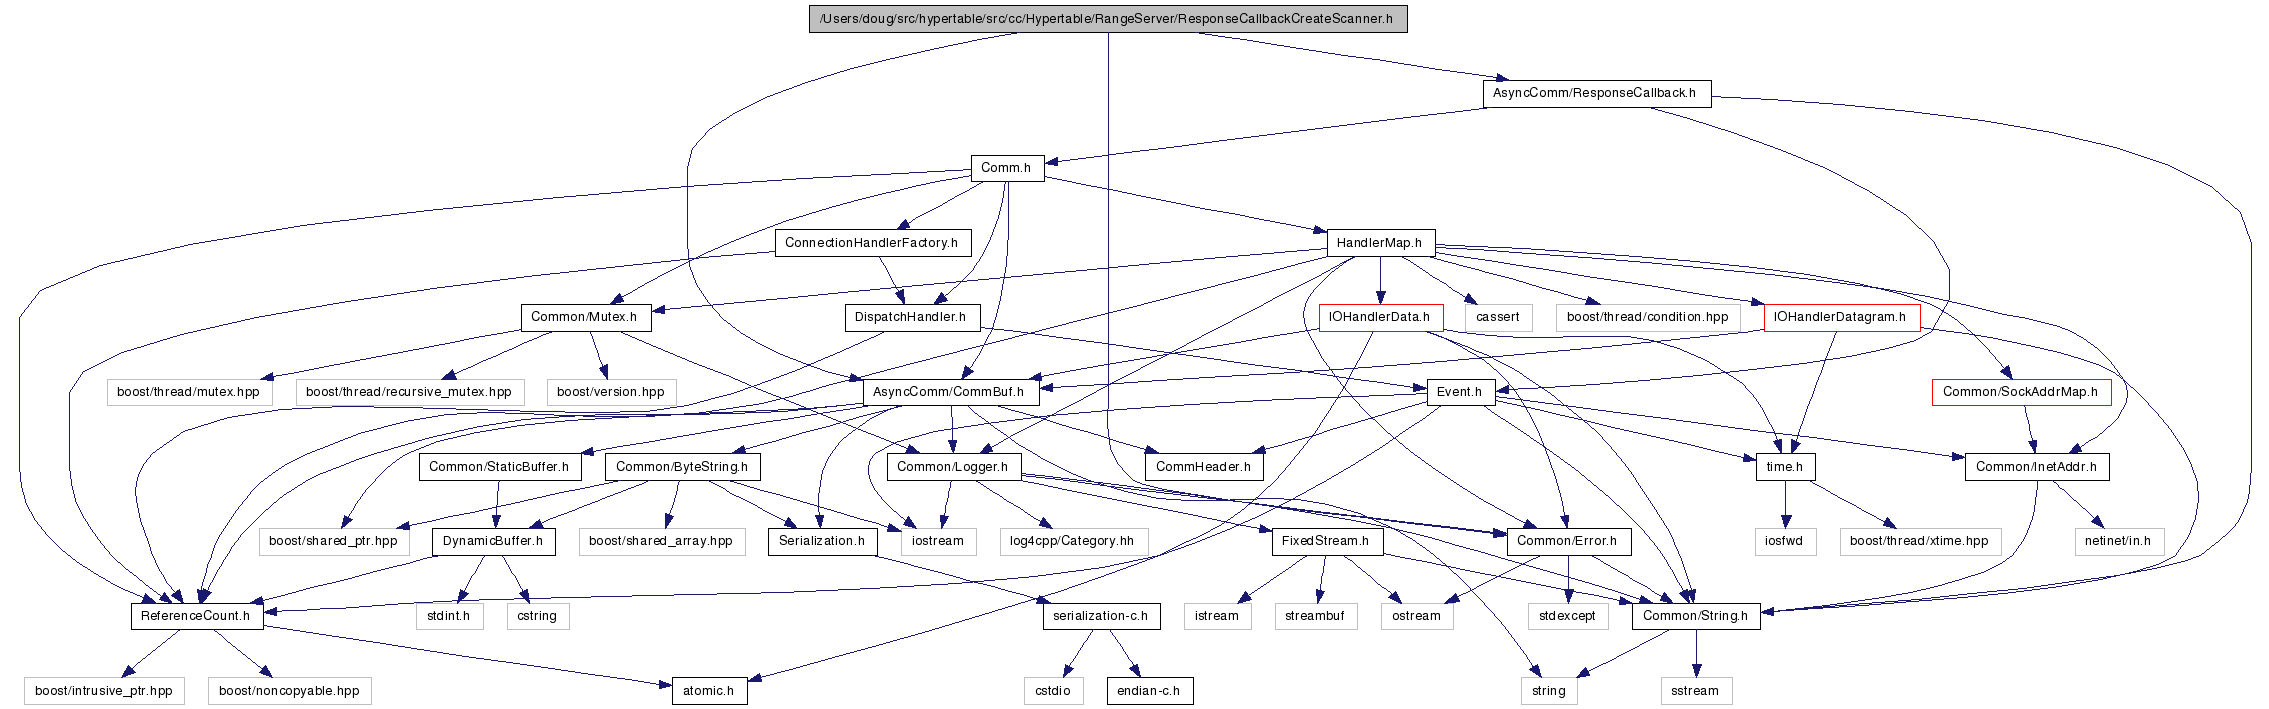 /Users/doug/src/hypertable/src/cc/Hypertable/RangeServer/ResponseCallbackCreateScanner.h
AsyncComm/ResponseCallback.h
Comm.h
ConnectionHandlerFactory.h
HandlerMap.h
Common/Mutex.h
DispatchHandler.h
IOHandlerData.h
cassert
boost/thread/condition.hpp
IOHandlerDatagram.h
boost/thread/mutex.hpp
boost/thread/recursive_mutex.hpp
boost/version.hpp
AsyncComm/CommBuf.h
Event.h
Common/SockAddrMap.h
Common/StaticBuffer.h
Common/ByteString.h
Common/Logger.h
CommHeader.h
time.h
Common/InetAddr.h
boost/shared_ptr.hpp
DynamicBuffer.h
boost/shared_array.hpp
Serialization.h
iostream
log4cpp/Category.hh
FixedStream.h
Common/Error.h
iosfwd
boost/thread/xtime.hpp
netinet/in.h
ReferenceCount.h
stdint.h
cstring
serialization-c.h
istream
streambuf
ostream
stdexcept
Common/String.h
boost/intrusive_ptr.hpp
boost/noncopyable.hpp
atomic.h
cstdio
endian-c.h
string
sstream